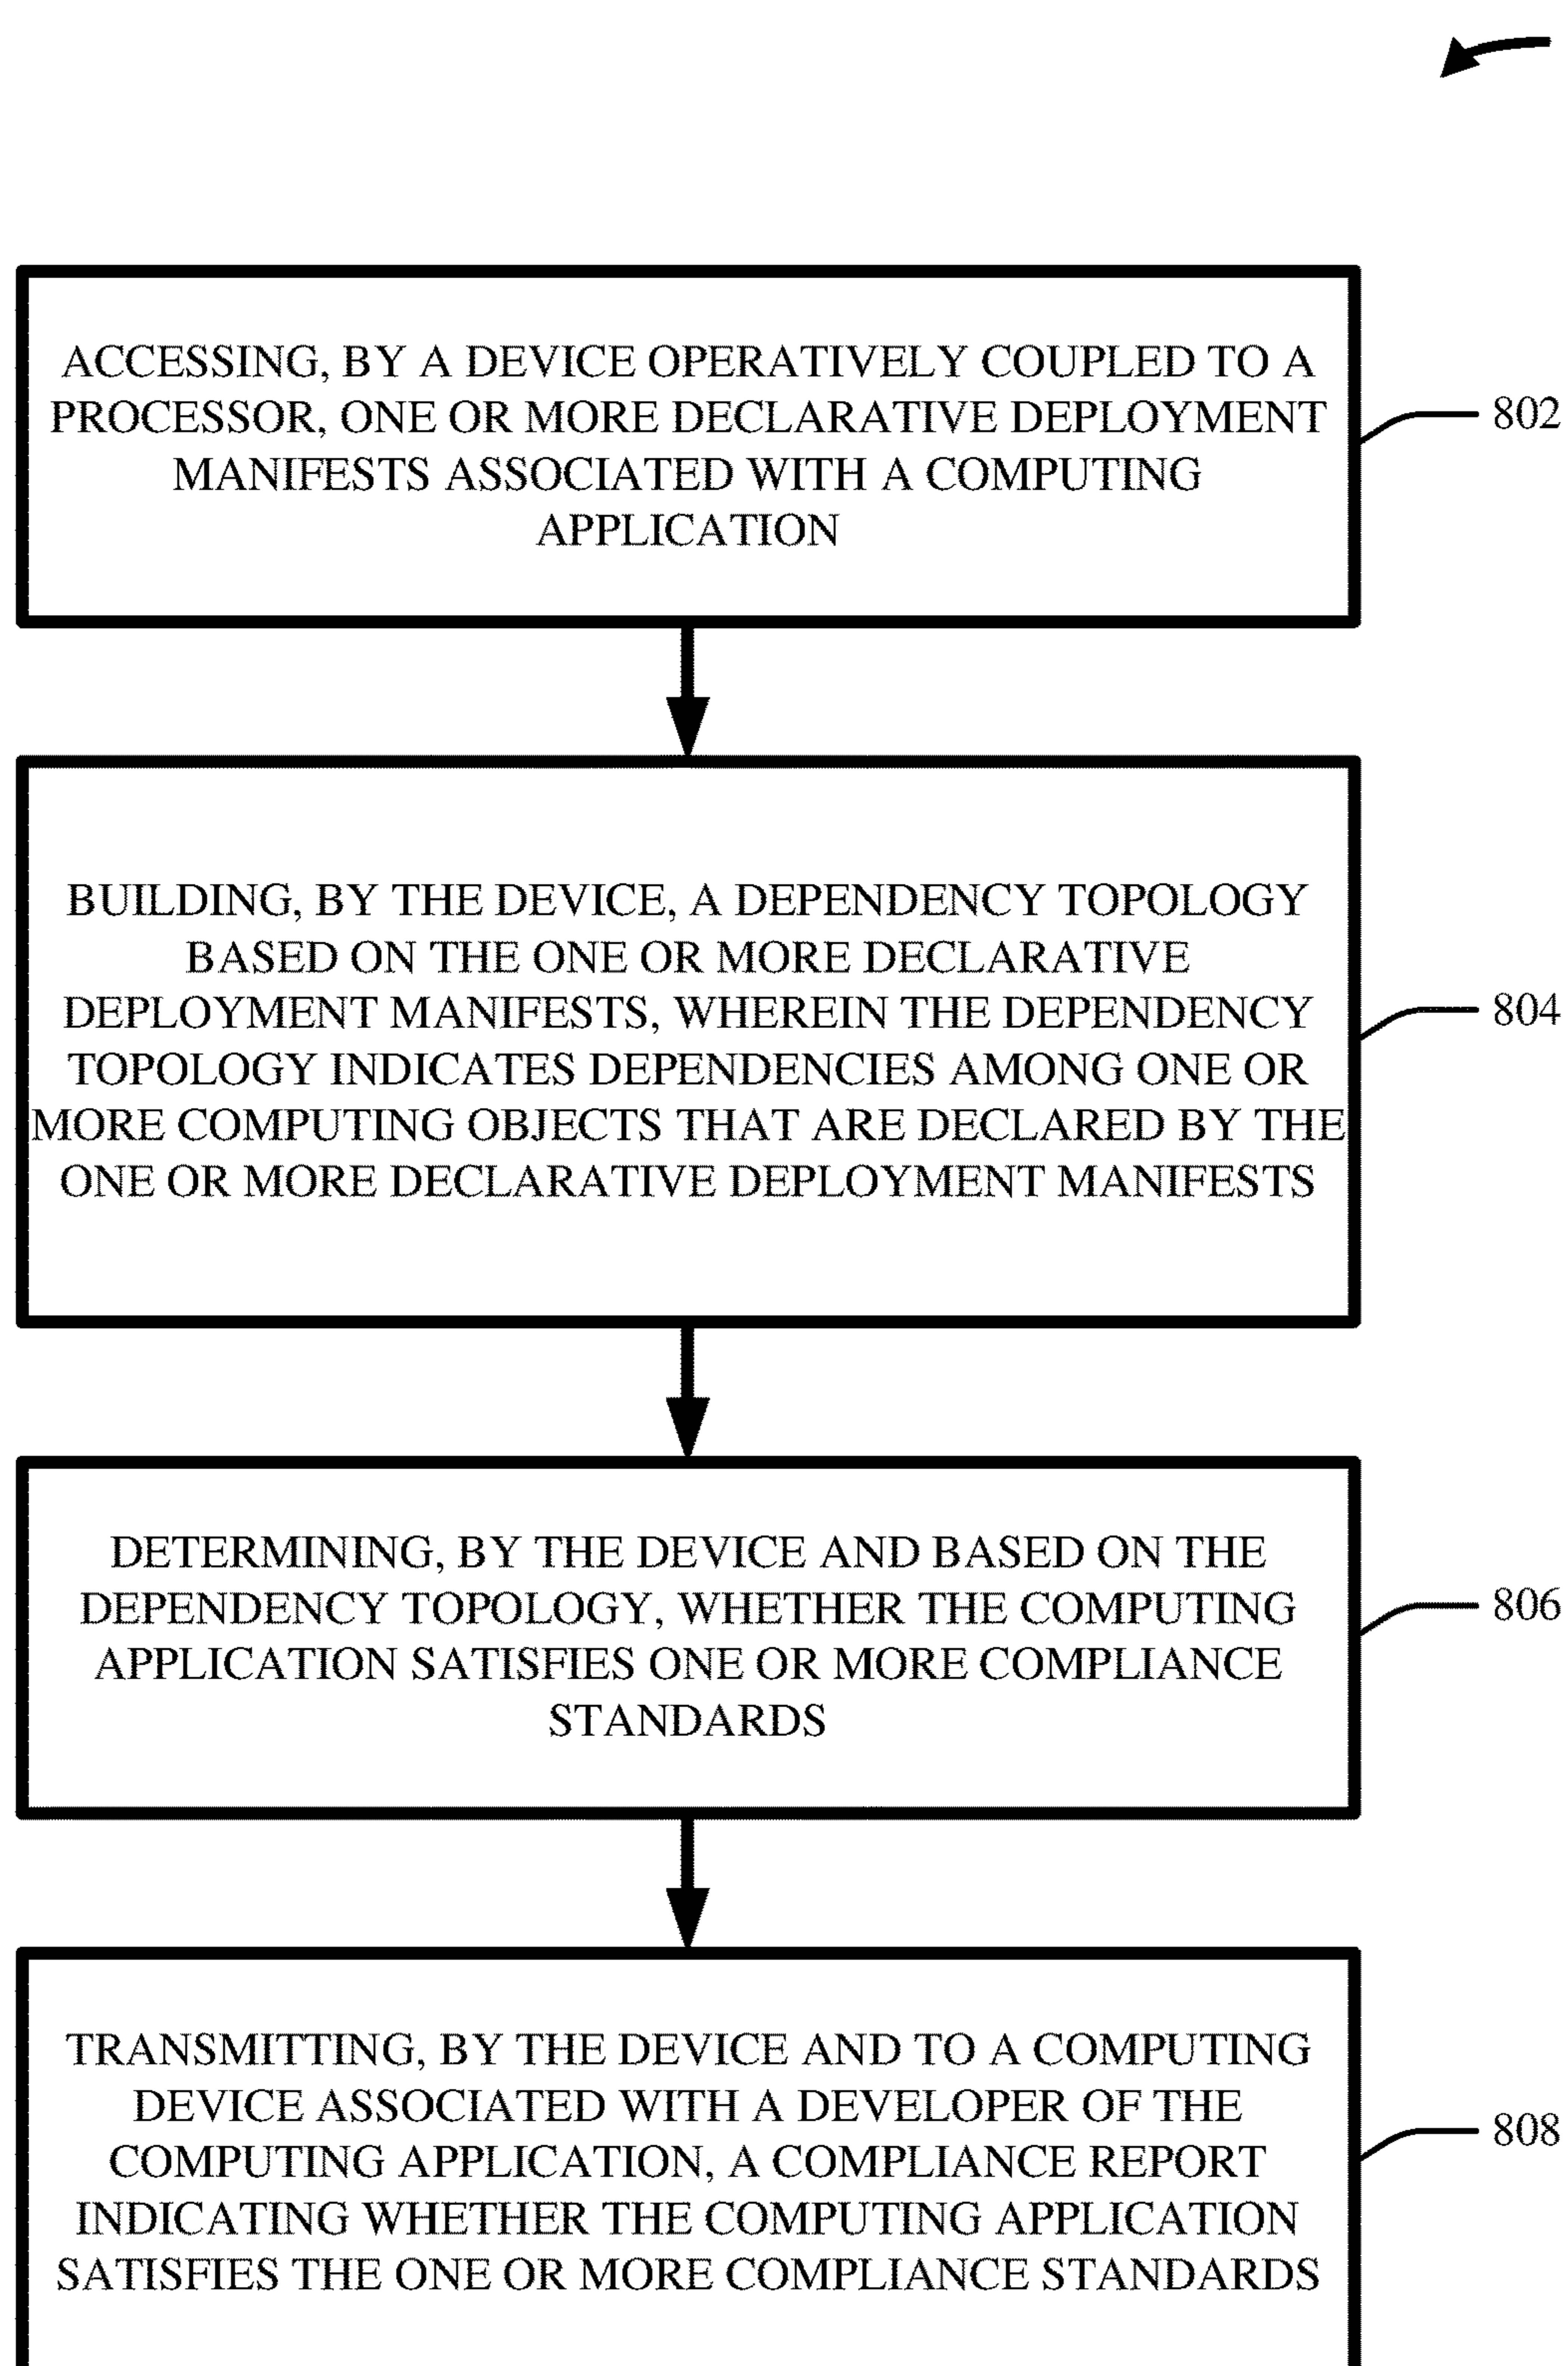 ACCESSING, BY A DEVICE OPERATIVELY COUPLED TO A
PROCESSOR, ONE OR MORE DECLARATIVE DEPLOYMENT
MANIFESTS ASSOCIATED WITH A COMPUTING
APPLICATION
802
BUILDING, BY THE DEVICE, A DEPENDENCY TOPOLOGY
BASED ON THE ONE OR MORE DECLARATIVE
DEPLOYMENT MANIFESTS, WHEREIN THE DEPENDENCY
TOPOLOGY INDICATES DEPENDENCIES AMONG ONE OR
MORE COMPUTING OBJECTS THAT ARE DECLARED BY THE
ONE OR MORE DECLARATIVE DEPLOYMENT MANIFESTS
804
DETERMINING, BY THE DEVICE AND BASED ON THE
DEPENDENCY TOPOLOGY, WHETHER THE COMPUTING
APPLICATION SATISFIES ONE OR MORE COMPLIANCE
STANDARDS
806
TRANSMITTING, BY THE DEVICE AND TO A COMPUTING
DEVICE ASSOCIATED WITH A DEVELOPER OF THE
COMPUTING APPLICATION, A COMPLIANCE REPORT
INDICATING WHETHER THE COMPUTING APPLICATION
SATISFIES THE ONE OR MORE COMPLIANCE STANDARDS
808